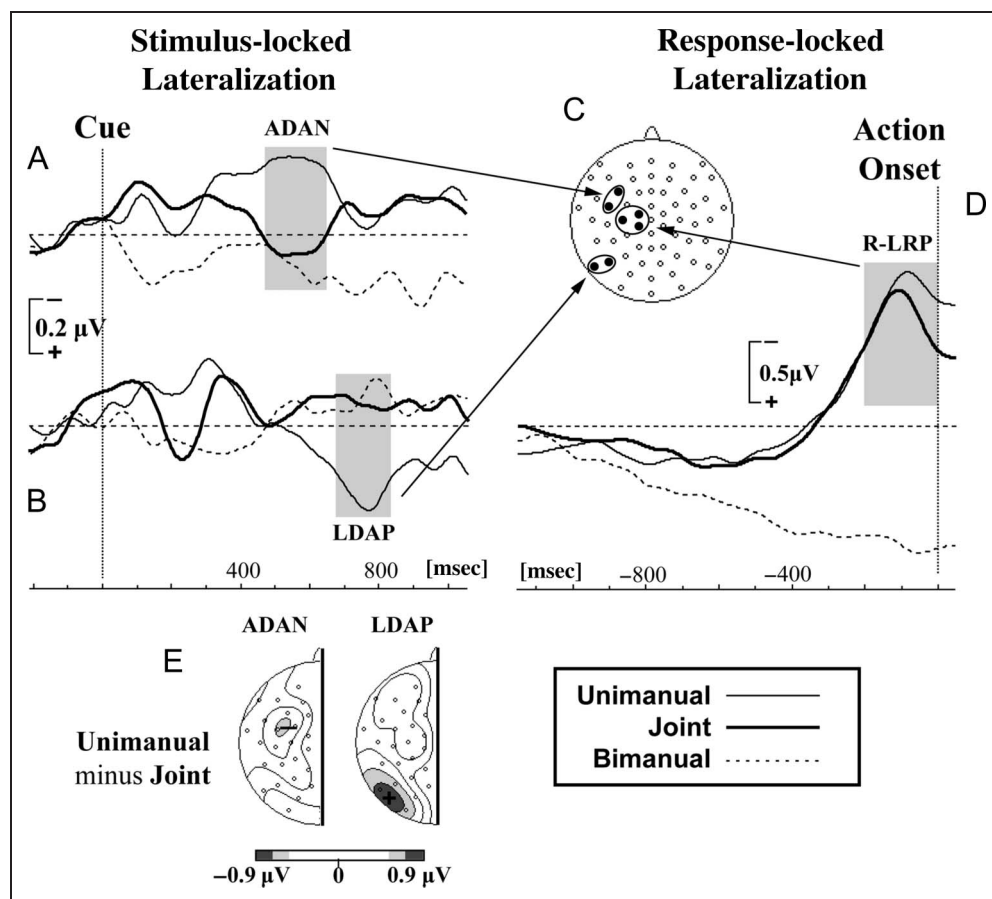 Stimulus-locked
Lateralization
Response-locked
Lateralization
Cue
ADAN
A
C
Action
Onset
D
R-LRP
−
0.2 µV
+
−
0.5µV
+
B
LDAP
400
800
[msec]
[msec]
−800
−400
E
ADAN
LDAP
−
+
Unimanual
minus Joint
−0.9 µV
0
0.9 µV
Unimanual
Joint
Bimanual